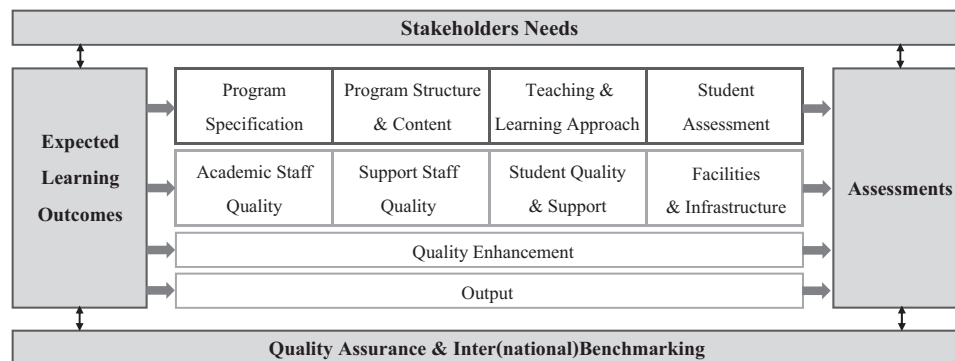 Stakeholders Needs
Expected
Learning
Outcomes
Program
Specification
Program Structure
& Content
Teaching &
Learning Approach
Student
Assessment
Academic Staff
Quality
Support Staff
Quality
Student Quality
& Support
Facilities
& Infrastructure
Quality Enhancement
Output
Assessments
Quality Assurance & Inter(national)Benchmarking